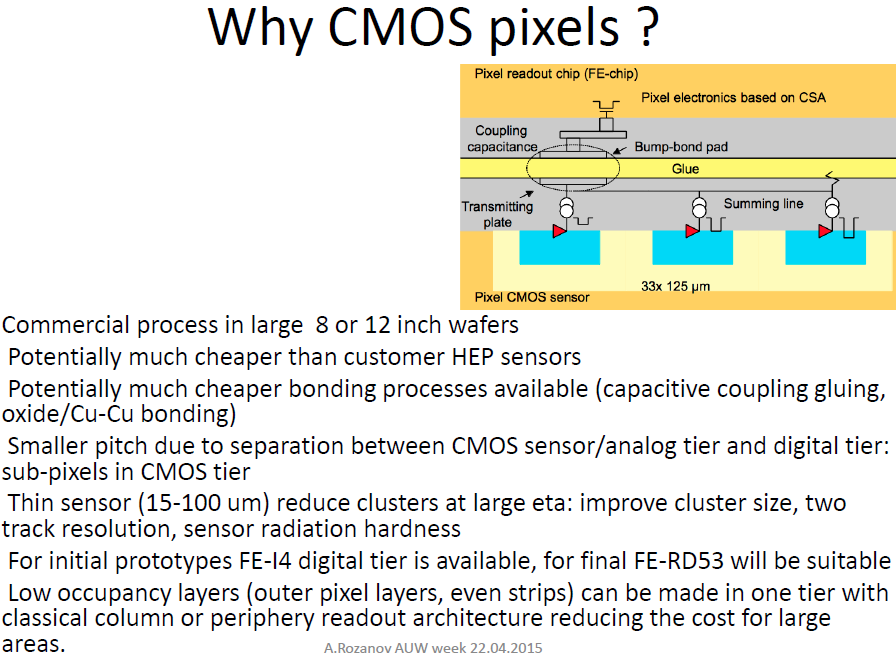 Why CMOS pixels ?
Pixel readout chip (FE-chip)
Pixel electronics based on CSA
Coupling
capacitance
Bump-bond pad
Glue
Transmitting
plate
Summing line
33x 125 µm
Pixel CMOS sensor
Commercial process in large 8 or 12 inch wafers
Potentially much cheaper than customer HEP sensors
Potentially much cheaper bonding processes available (capacitive coupling gluing,
oxide/Cu-Cu bonding)
Smaller pitch due to separation between CMOS sensor/analog tier and digital tier:
sub-pixels in CMOS tier
Thin sensor (15-100 um) reduce clusters at large eta: improve cluster size, two
track resolution, sensor radiation hardness
For initial prototypes FE-I4 digital tier is available, for final FE-RD53 will be suitable
Low occupancy layers (outer pixel layers, even strips) can be made in one tier with
classical column or periphery readout architecture reducing the cost for large
areas.
A.Rozanov AUW week 22.04.2015